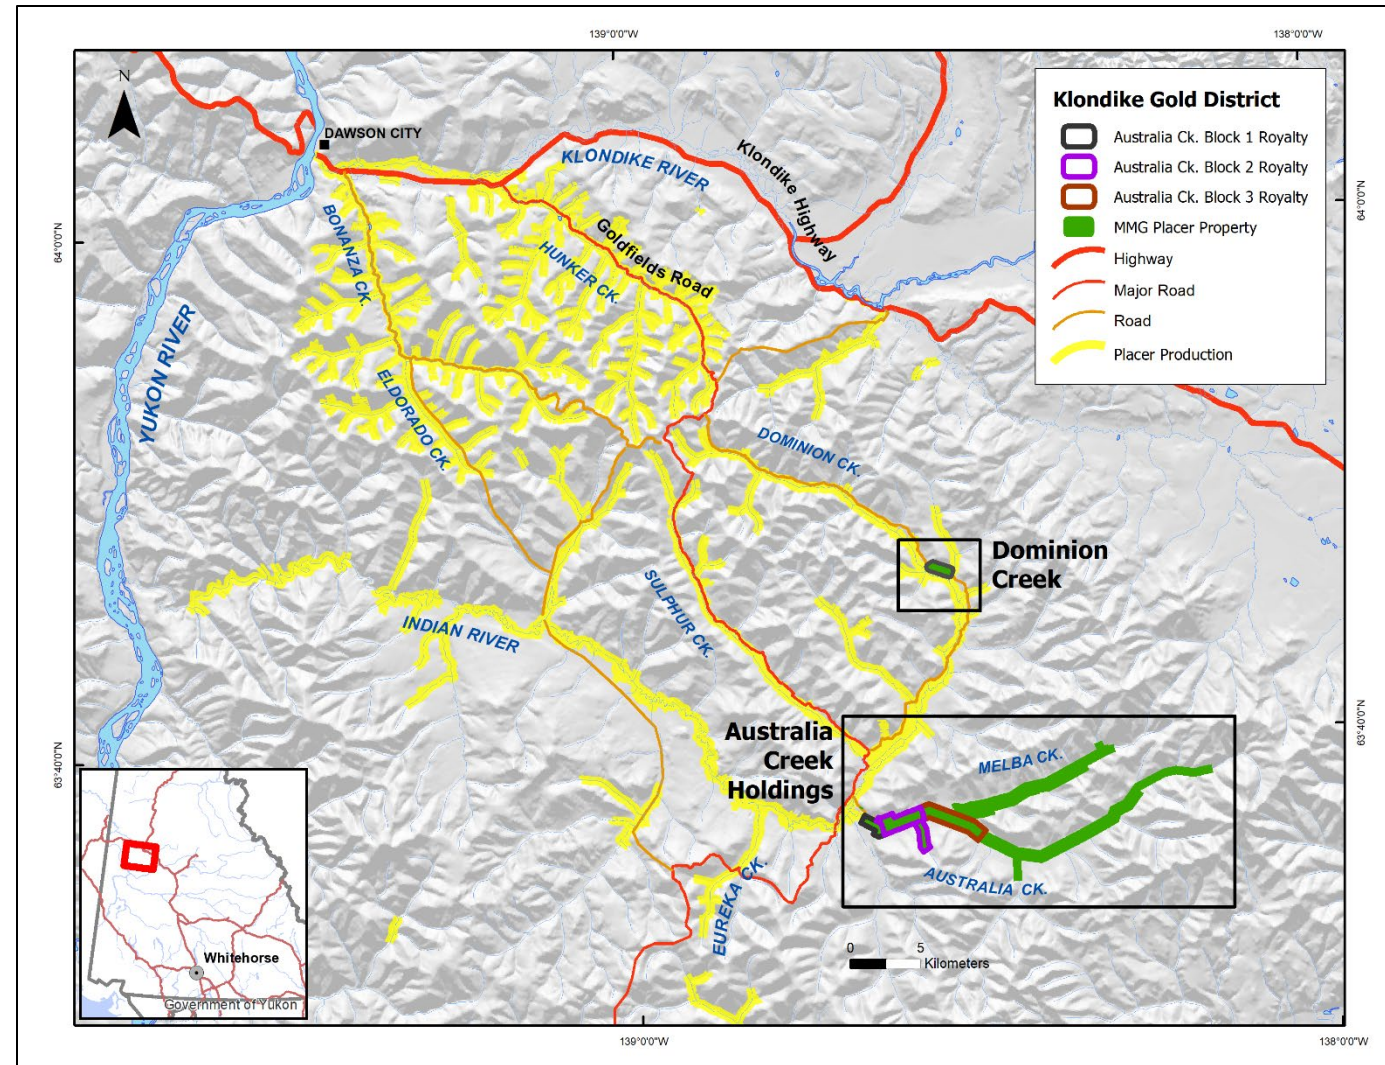 139°0'0"W
138°0'0"W
N
DAWSON CITY
KLONDIKE RIVER
Klondike Highway
Goldfields Road
BONANZA CK.
HUNKER CK.
64°0'0"N
64°0'0"N
YUKON RIVER
ELDORADO CK.
DOMINION CK.
Klondike Gold District
Australia Ck. Block 1 Royalty
Australia Ck. Block 2 Royalty
Australia Ck. Block 3 Royalty
MMG Placer Property
Highway
Major Road
Road
Placer Production
Dominion
Creek
SULPHUR CK.
INDIAN RIVER
Australia
Creek
Holdings
MELBA CK.
AUSTRALIA CK.
EUREKA CK.
63°40'0"N
63°40'0"N
0 5
Kilometers
Whitehorse
Government of Yukon
139°0'0"W
138°0'0"W